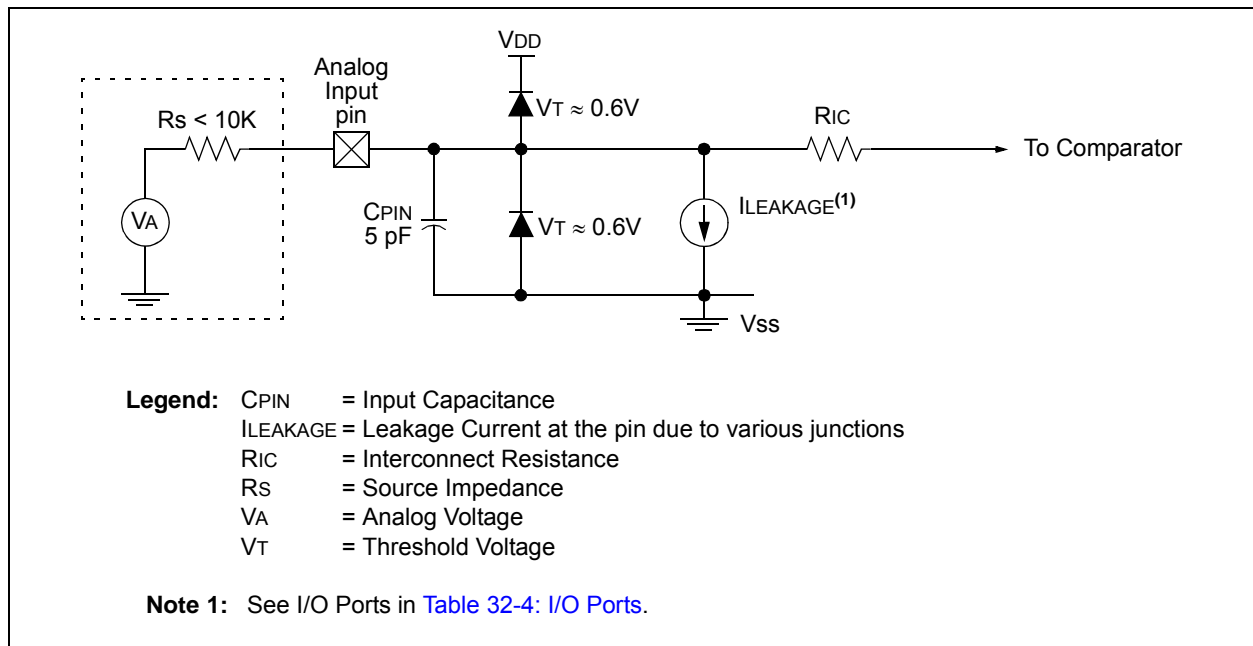 VDD
Analog
Input
pin
VT ≈ 0.6V
Rs < 10K
RIC
To Comparator
VA
CPIN
5 pF
VT ≈ 0.6V
ILEAKAGE(1)
Vss
Legend: CPIN = Input Capacitance
ILEAKAGE = Leakage Current at the pin due to various junctions
RIC = Interconnect Resistance
RS = Source Impedance
VA = Analog Voltage
VT = Threshold Voltage
Note 1: See I/O Ports in Table 32-4: I/O Ports.